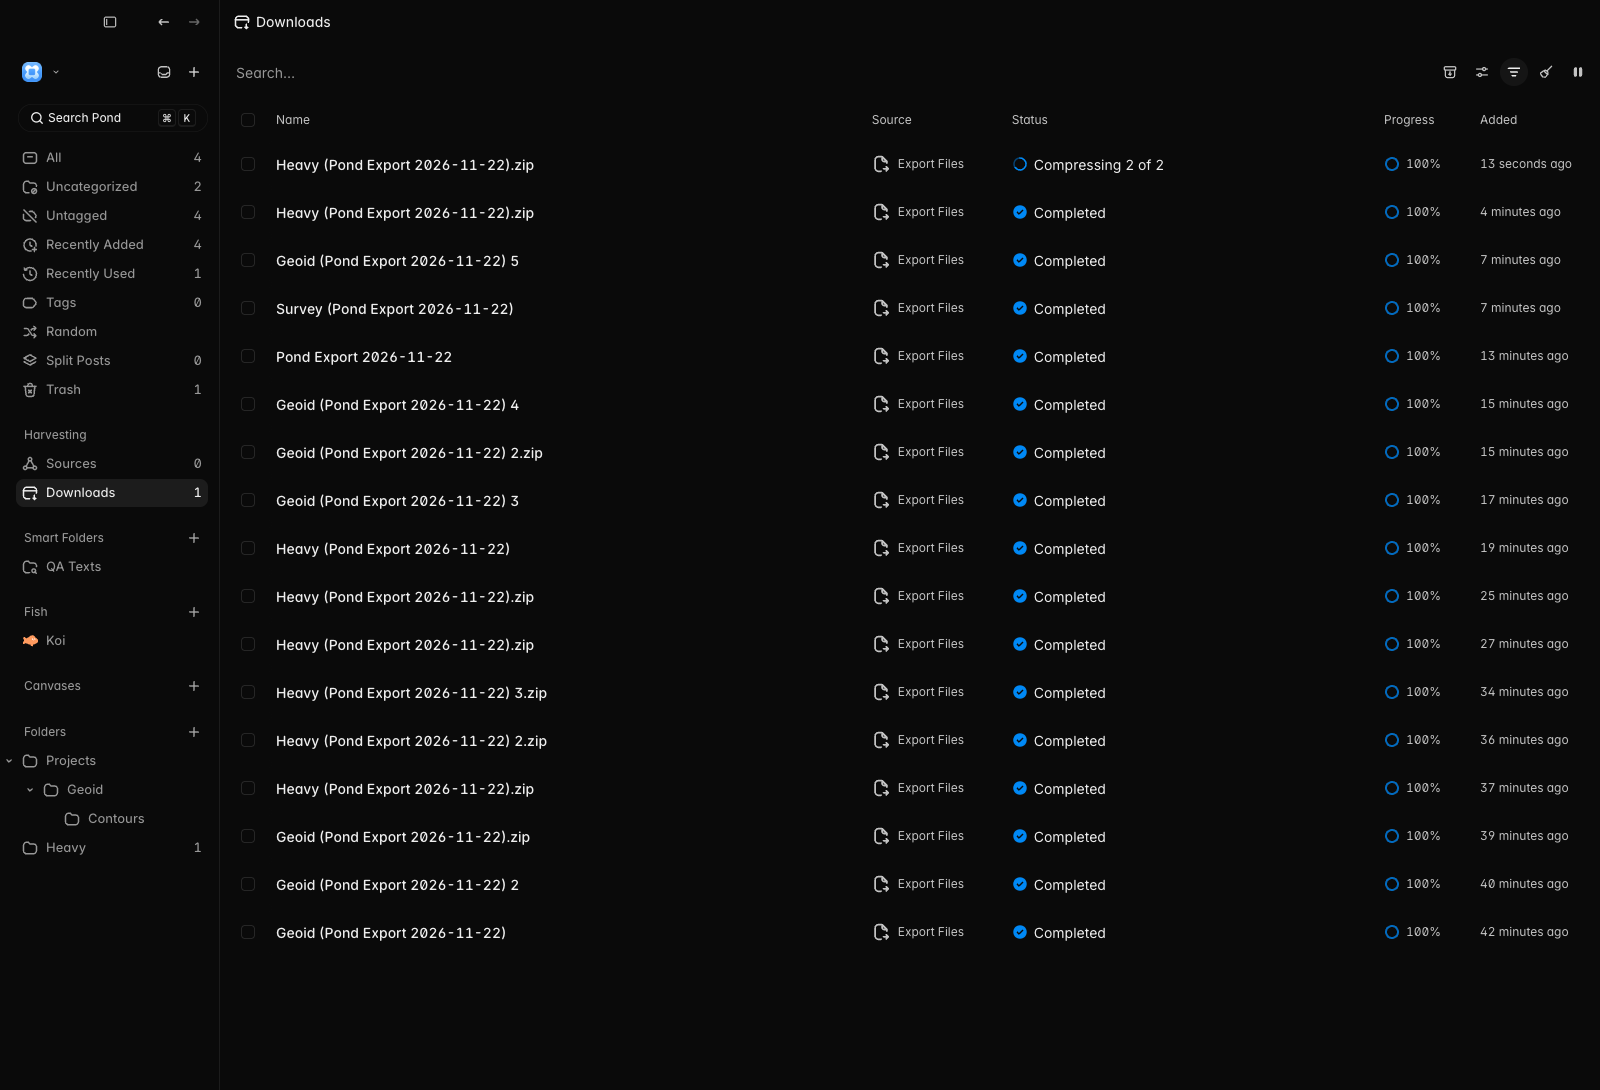 Downloads
Search...
Search Pond ⌘ K
All 4
Uncategorized 2
Untagged 4
Recently Added 4
Recently Used 1
Tags 0
Random
Split Posts 0
Trash 1
Harvesting
Sources 0
Downloads 1
Smart Folders
QA Texts
Fish
Koi
Canvases
Folders
Projects
Geoid
Contours
Heavy 1
Name Source Status Progress Added
Heavy (Pond Export 2026-11-22).zip Export Files Compressing 2 of 2 100% 13 seconds ago
Heavy (Pond Export 2026-11-22).zip Export Files Completed 100% 4 minutes ago
Geoid (Pond Export 2026-11-22) 5 Export Files Completed 100% 7 minutes ago
Survey (Pond Export 2026-11-22) Export Files Completed 100% 7 minutes ago
Pond Export 2026-11-22 Export Files Completed 100% 13 minutes ago
Geoid (Pond Export 2026-11-22) 4 Export Files Completed 100% 15 minutes ago
Geoid (Pond Export 2026-11-22) 2.zip Export Files Completed 100% 15 minutes ago
Geoid (Pond Export 2026-11-22) 3 Export Files Completed 100% 17 minutes ago
Heavy (Pond Export 2026-11-22) Export Files Completed 100% 19 minutes ago
Heavy (Pond Export 2026-11-22).zip Export Files Completed 100% 25 minutes ago
Heavy (Pond Export 2026-11-22).zip Export Files Completed 100% 27 minutes ago
Heavy (Pond Export 2026-11-22) 3.zip Export Files Completed 100% 34 minutes ago
Heavy (Pond Export 2026-11-22) 2.zip Export Files Completed 100% 36 minutes ago
Heavy (Pond Export 2026-11-22).zip Export Files Completed 100% 37 minutes ago
Geoid (Pond Export 2026-11-22).zip Export Files Completed 100% 39 minutes ago
Geoid (Pond Export 2026-11-22) 2 Export Files Completed 100% 40 minutes ago
Geoid (Pond Export 2026-11-22) Export Files Completed 100% 42 minutes ago